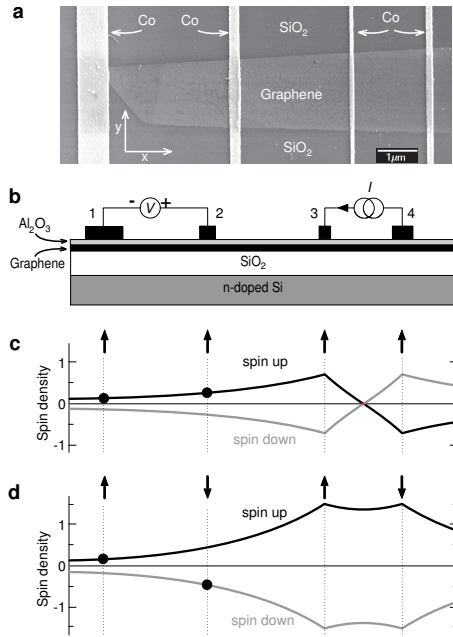 a
Co
Co
SiO2
Co
Graphene
y
x
SiO2
1µm
b
1
-
V
+
2
3
I
4
Al2O3
Graphene
SiO2
n-doped Si
c
Spin density
1
0
-1
spin up
spin down
d
Spin density
1
0
-1
spin up
spin down